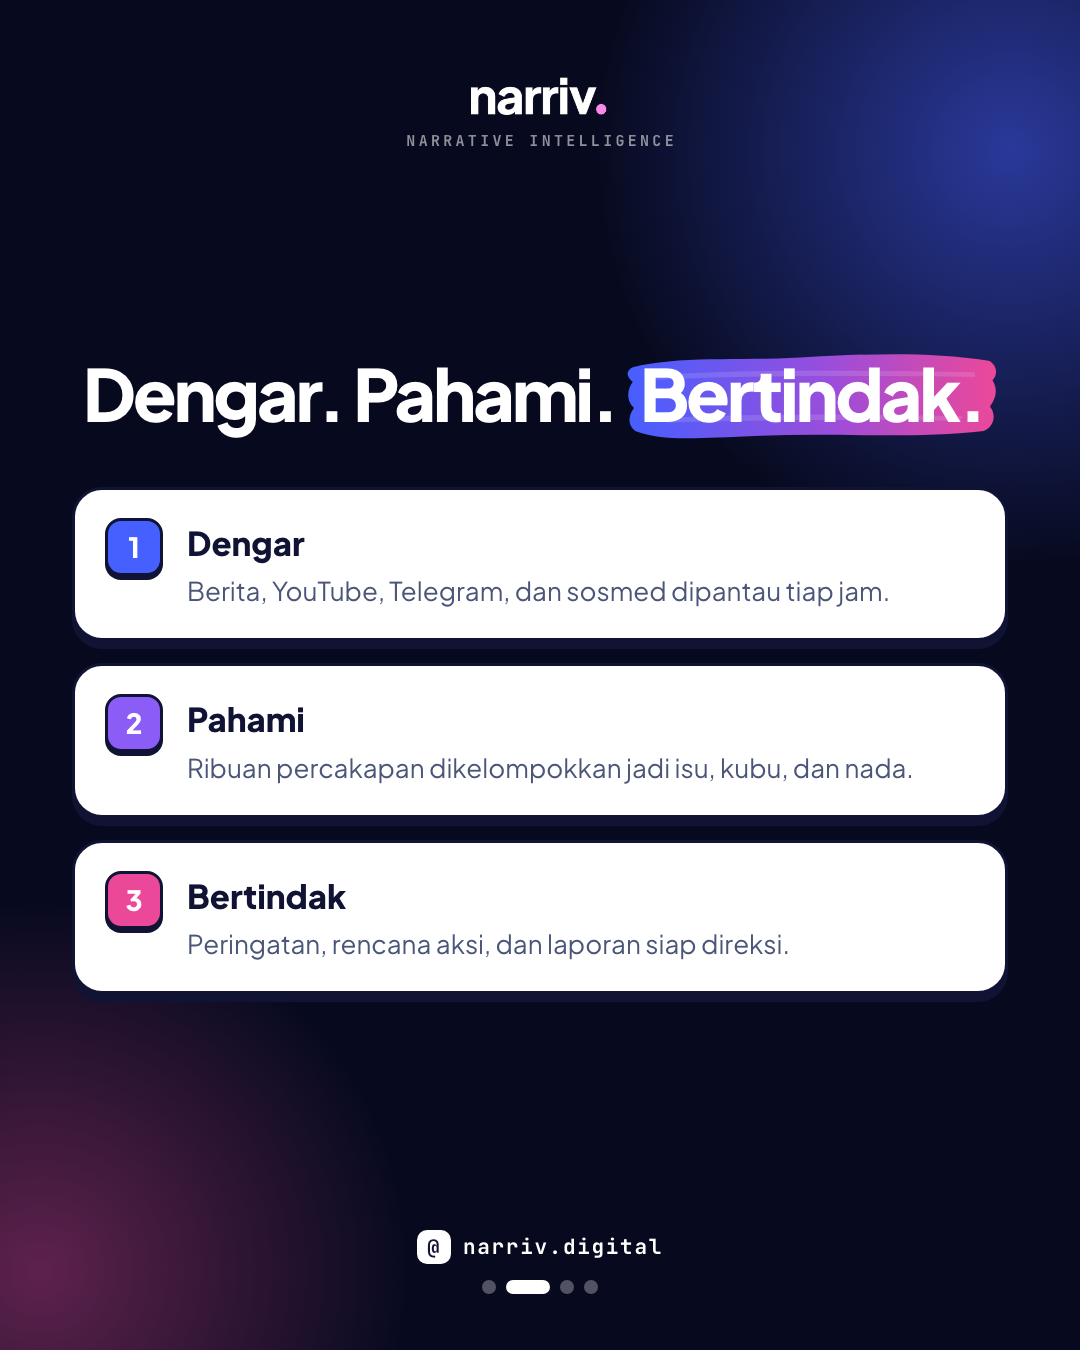 narriv.
NARRATIVE INTELLIGENCE
Dengar. Pahami. Bertindak.
1
Dengar
Berita, YouTube, Telegram, dan sosmed dipantau tiap jam.
2
Pahami
Ribuan percakapan dikelompokkan jadi isu, kubu, dan nada.
3
Bertindak
Peringatan, rencana aksi, dan laporan siap direksi.
@ narriv.digital